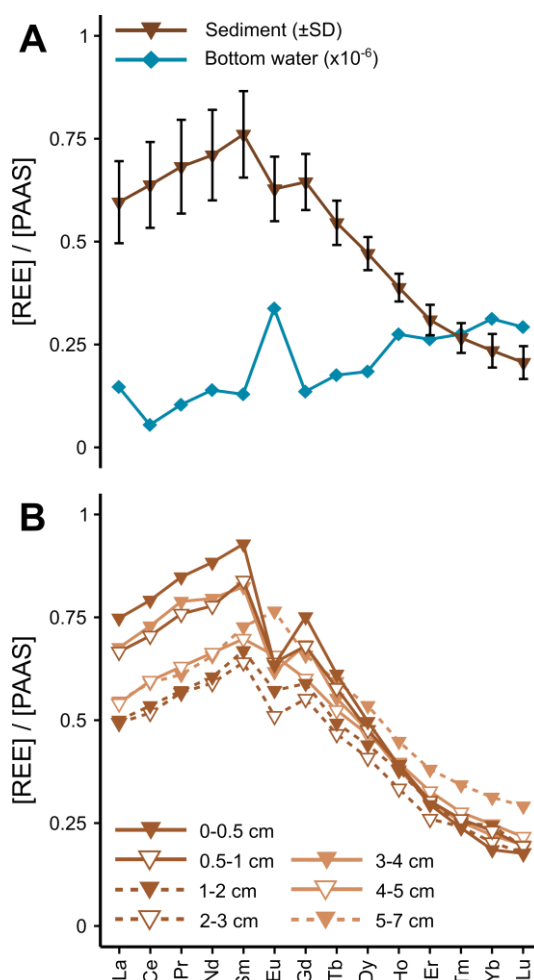 A
Sediment (±SD)
Bottom water (x10⁻⁶)
1
0.75
0.5
0.25
0
[REE] / [PAAS]
B
1
0.75
0.5
0.25
0
[REE] / [PAAS]
0-0.5 cm
0.5-1 cm
3-4 cm
1-2 cm
4-5 cm
2-3 cm
5-7 cm
La Ce Pr Nd Sm Eu Gd Tb Dy Ho Er Tm Yb Lu